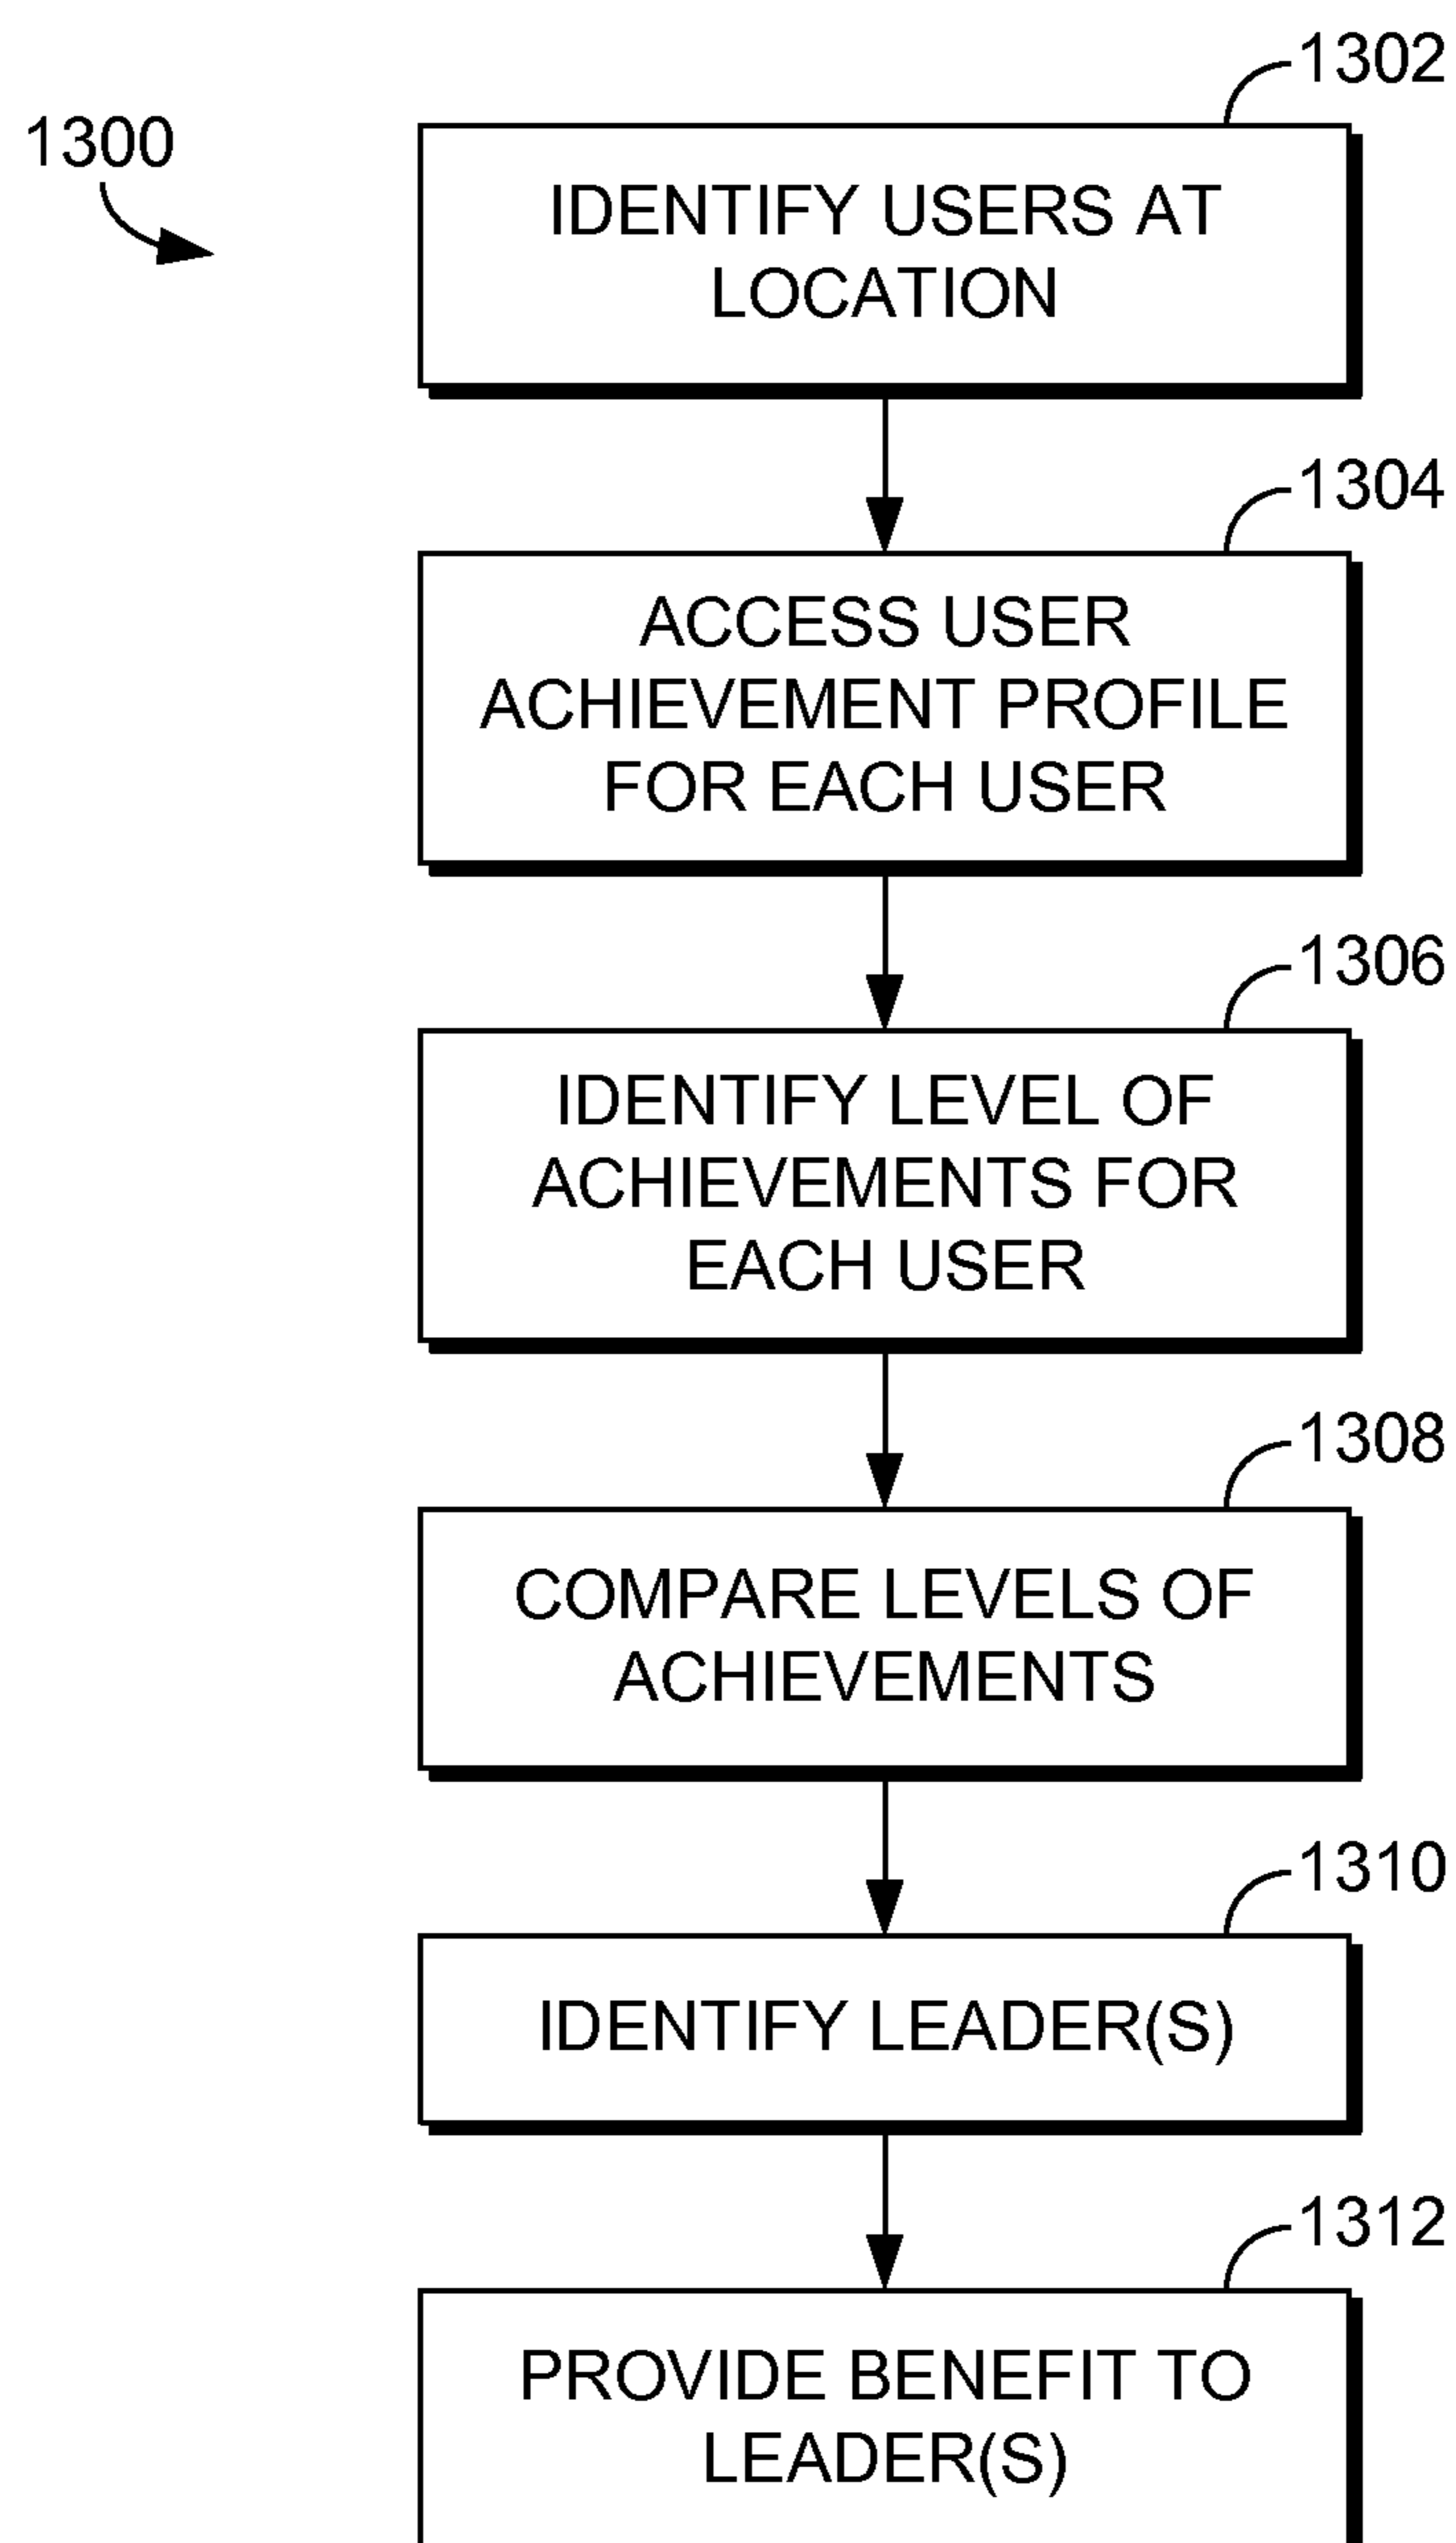 1302
1300
IDENTIFY USERS AT
LOCATION
1304
ACCESS USER
ACHIEVEMENT PROFILE
FOR EACH USER
1306
IDENTIFY LEVEL OF
ACHIEVEMENTS FOR
EACH USER
1308
COMPARE LEVELS OF
ACHIEVEMENTS
1310
IDENTIFY LEADER(S)
1312
PROVIDE BENEFIT TO
LEADER(S)